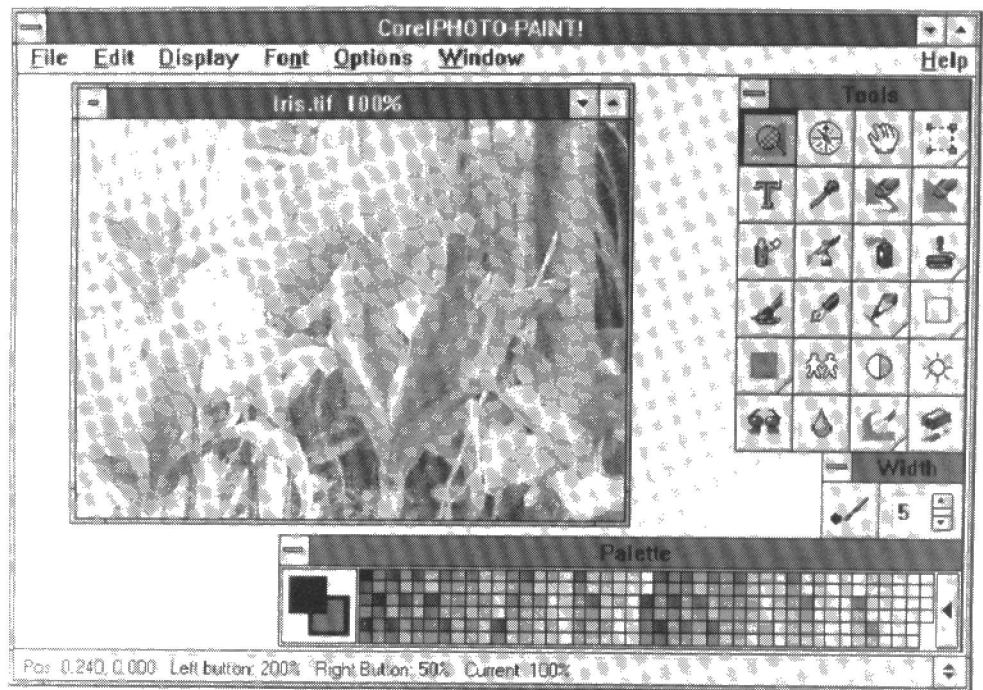 CorelPHOTO-PAINT!
File Edit Display Font Options Window Help
Iris.tif 100%
Tools
T
Width
5
Palette
Pos: 0.240, 0.000 Left button: 200% Right Button: 50% Current: 100%